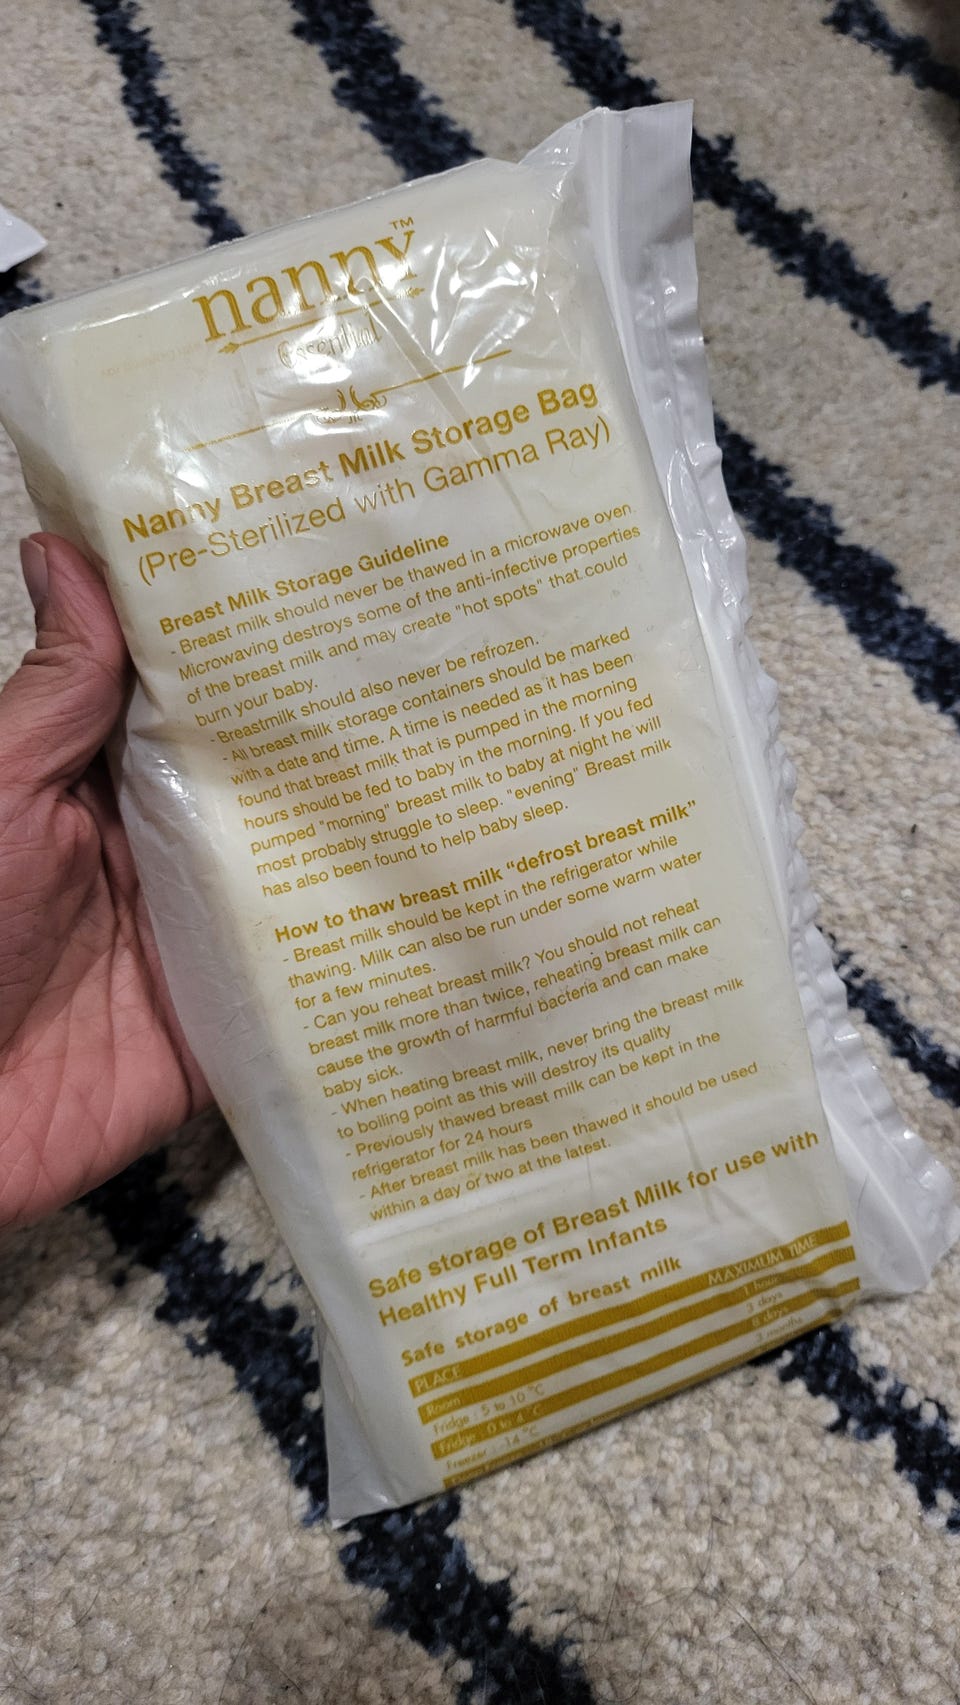 nanny™
Essential
Nanny Breast Milk Storage Bag
(Pre-Sterilized with Gamma Ray)
Breast Milk Storage Guideline
- Breast milk should never be thawed in a microwave oven.
Microwaving destroys some of the anti-infective properties
of the breast milk and may create "hot spots" that could
burn your baby.
- Breastmilk should also never be refrozen.
- All breast milk storage containers should be marked
with a date and time. A time is needed as it has been
found that breast milk that is pumped in the morning
hours should be fed to baby in the morning. If you fed
pumped "morning" breast milk to baby at night he will
most probably struggle to sleep. "evening" Breast milk
has also been found to help baby sleep.
How to thaw breast milk “defrost breast milk”
- Breast milk should be kept in the refrigerator while
thawing. Milk can also be run under some warm water
for a few minutes.
- Can you reheat breast milk? You should not reheat
breast milk more than twice, reheating breast milk can
cause the growth of harmful bacteria and can make
baby sick.
- When heating breast milk, never bring the breast milk
to boiling point as this will destroy its quality
- Previously thawed breast milk can be kept in the
refrigerator for 24 hours
- After breast milk has been thawed it should be used
within a day or two at the latest.
Safe storage of Breast Milk for use with
Healthy Full Term Infants
Safe storage of breast milk
PLACE MAXIMUM TIME
Room 1 hour
Fridge : 5 to 10 °C 3 days
Fridge : 0 to 4 °C 8 days
Freezer : -14 °C 3 months